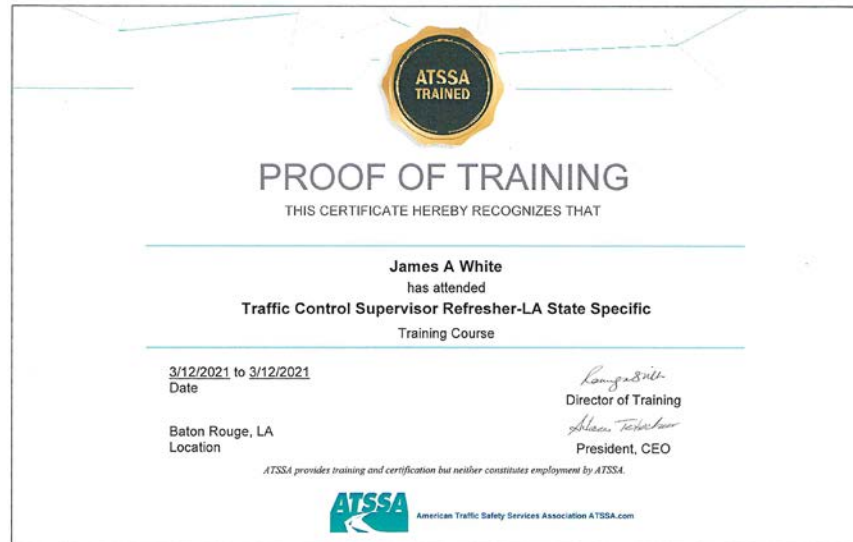 ATSSA
TRAINED
PROOF OF TRAINING
THIS CERTIFICATE HEREBY RECOGNIZES THAT
James A White
has attended
Traffic Control Supervisor Refresher-LA State Specific
Training Course
3/12/2021 to 3/12/2021
Date
Director of Training
Baton Rouge, LA
Location
President, CEO
ATSSA provides training and certification but neither constitutes employment by ATSSA.
ATSSA
American Traffic Safety Services Association ATSSA.com